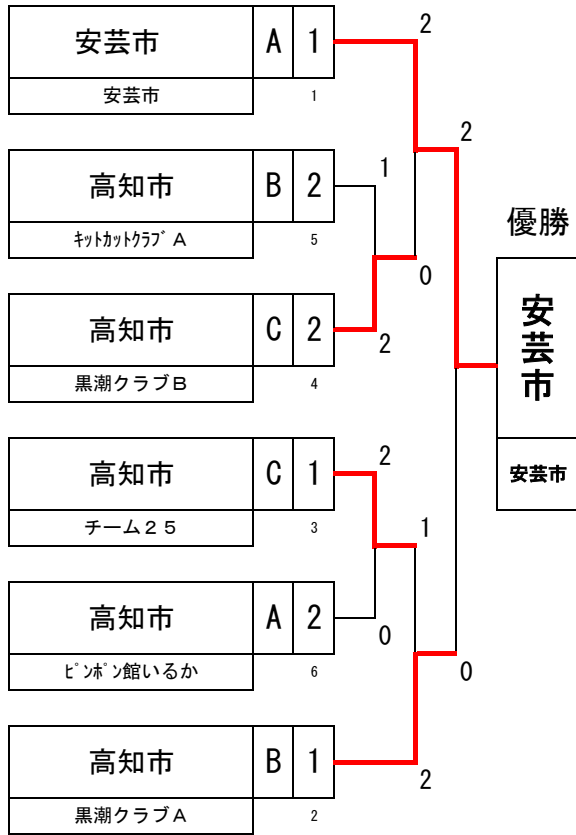 安芸市 A 1
安芸市 1
高知市 B 2
ｷｯﾄｶｯﾄｸﾗﾌﾞ A 5
高知市 C 2
黒潮クラブＢ 4
高知市 C 1
チーム２５ 3
高知市 A 2
ﾋﾟﾝﾎﾟﾝ館いるか 6
高知市 B 1
黒潮クラブＡ 2
2
2
1
0
2
2
1
0
0
2
優勝
安芸市
安芸市